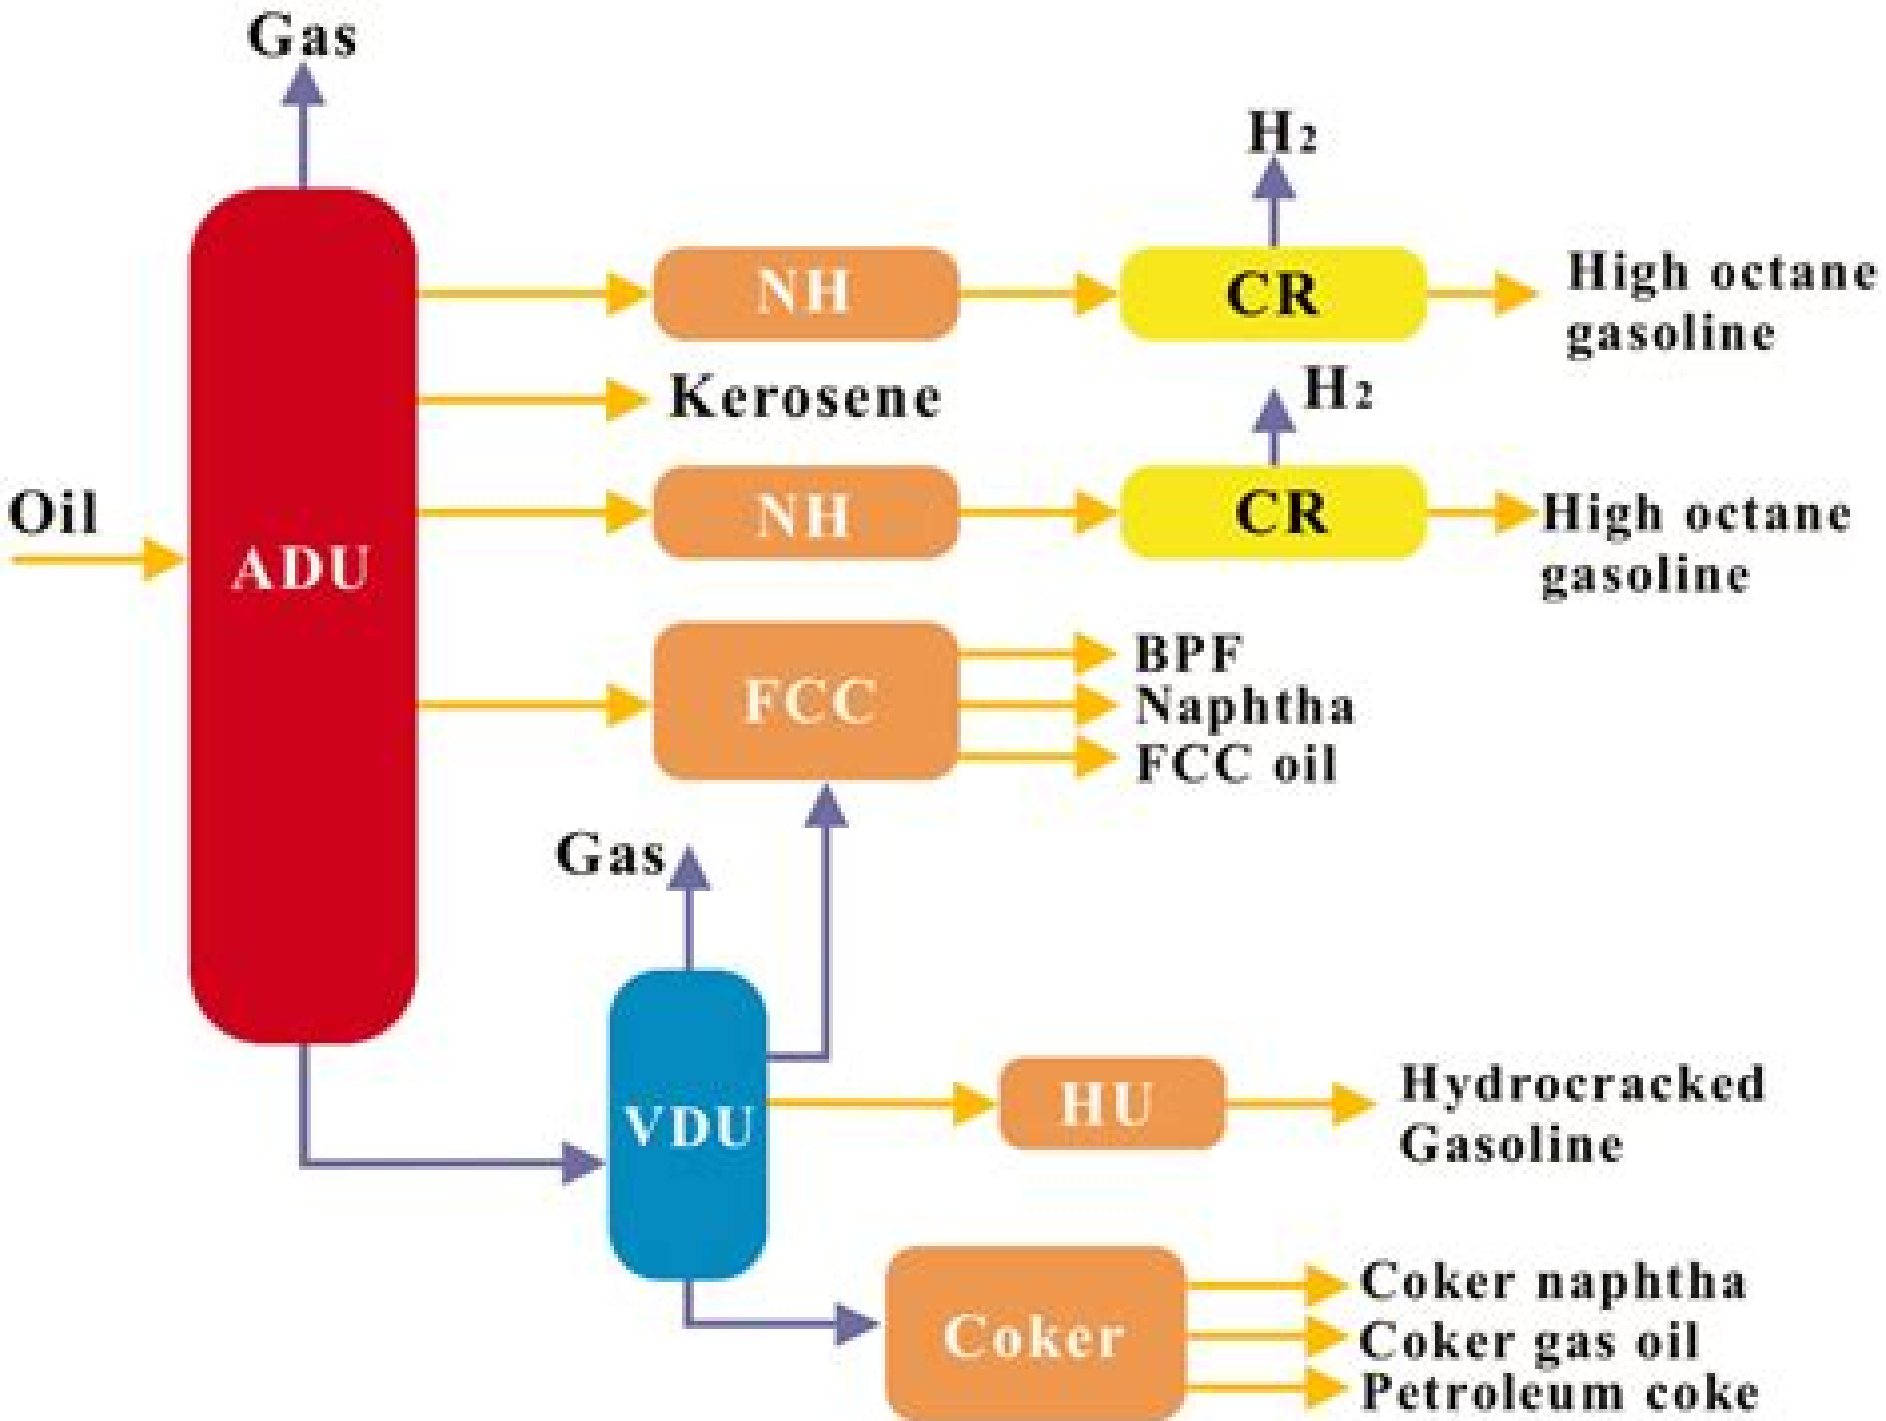 Gas
H2
NH
CR
High octane
gasoline
Kerosene
H2
Oil
ADU
NH
CR
High octane
gasoline
FCC
BPF
Naphtha
FCC oil
Gas
VDU
HU
Hydrocracked
Gasoline
Coker
Coker naphtha
Coker gas oil
Petroleum coke